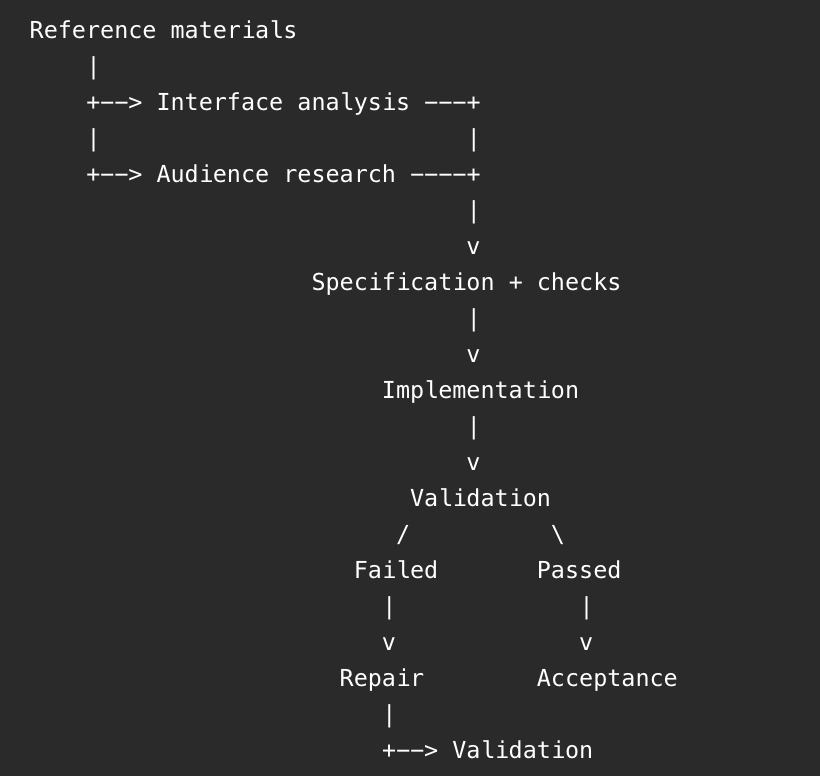 Reference materials
    |
    +--> Interface analysis ---+
    |                          |
    +--> Audience research ----+
                               |
                               v
                    Specification + checks
                               |
                               v
                         Implementation
                               |
                               v
                           Validation
                          /          \
                       Failed       Passed
                         |             |
                         v             v
                      Repair        Acceptance
                         |
                         +--> Validation